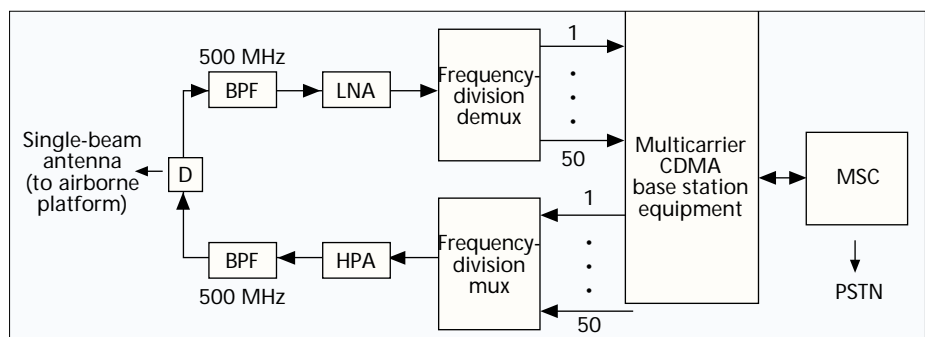 500 MHz
BPF
LNA
Frequency-
division
demux
1
50
Single-beam
antenna
(to airborne
platform)
D
Multicarrier
CDMA
base station
equipment
MSC
PSTN
BPF
500 MHz
HPA
Frequency-
division
mux
1
50